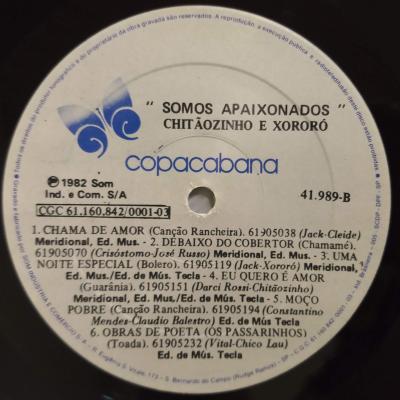 " SOMOS APAIXONADOS "
CHITÃOZINHO E XORORÓ
copacabana
℗ 1982 Som
Ind. e Com. S/A
41.989-B
CGC 61.160.842/0001-03
1. CHAMA DE AMOR (Canção Rancheira). 61905038 (Jack-Cleide)
Meridional, Ed. Mus. - 2. DEBAIXO DO COBERTOR (Chamamé).
61905070 (Crisóstomo-José Russo) Meridional, Ed. Mus. - 3. UMA
NOITE ESPECIAL (Bolero). 61905119 (Jack-Xororó) Meridional,
Ed. Mus./Ed. de Mús. Tecla - 4. EU QUERO É AMAR
(Guarânia). 61905151 (Darci Rossi-Chitãozinho)
Meridional, Ed. Mus./Ed. de Mús. Tecla - 5. MOÇO
POBRE (Canção Rancheira). 61905194 (Constantino
Mendes-Claudio Balestro) Ed. de Mús Tecla
6. OBRAS DE POETA (OS PASSARINHOS)
(Toada). 61905232 (Vital-Chico Lau)
Ed. de Mús. Tecla